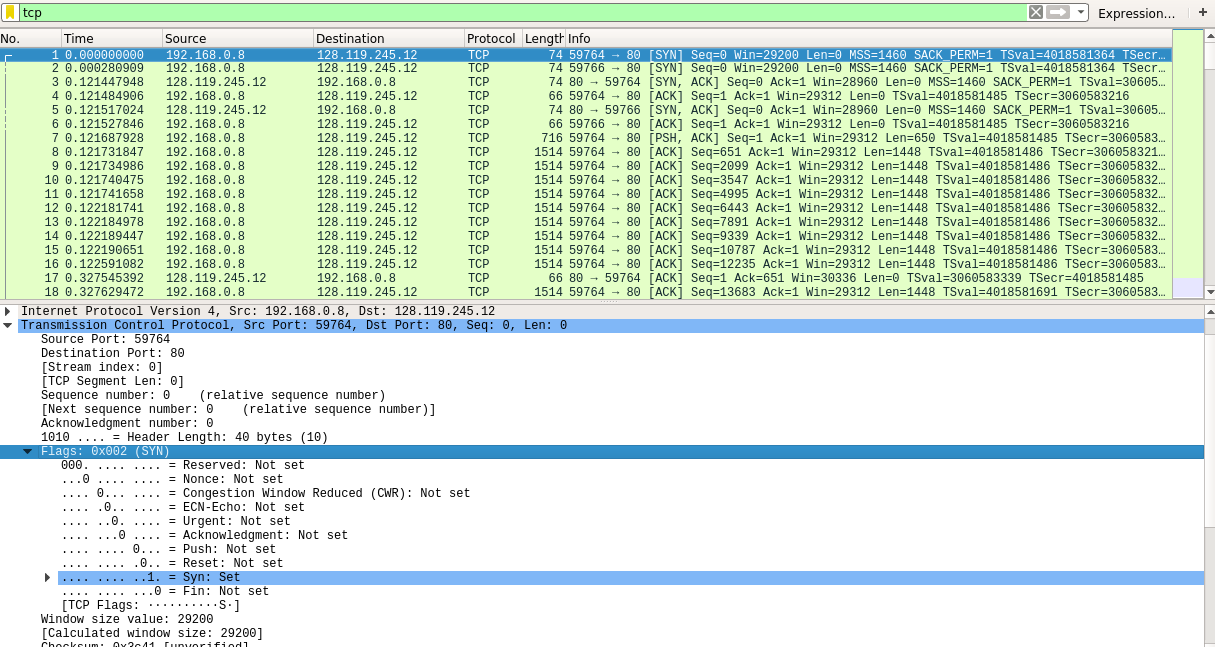 tcp
Expression… +
No. Time Source Destination Protocol Length Info
1 0.000000000 192.168.0.8 128.119.245.12 TCP 74 59764 → 80 [SYN] Seq=0 Win=29200 Len=0 MSS=1460 SACK_PERM=1 TSval=4018581364 TSecr…
2 0.000280909 192.168.0.8 128.119.245.12 TCP 74 59766 → 80 [SYN] Seq=0 Win=29200 Len=0 MSS=1460 SACK_PERM=1 TSval=4018581364 TSecr…
3 0.121447948 128.119.245.12 192.168.0.8 TCP 74 80 → 59764 [SYN, ACK] Seq=0 Ack=1 Win=28960 Len=0 MSS=1460 SACK_PERM=1 TSval=30605…
4 0.121484906 192.168.0.8 128.119.245.12 TCP 66 59764 → 80 [ACK] Seq=1 Ack=1 Win=29312 Len=0 TSval=4018581485 TSecr=3060583216
5 0.121517024 128.119.245.12 192.168.0.8 TCP 74 80 → 59766 [SYN, ACK] Seq=0 Ack=1 Win=28960 Len=0 MSS=1460 SACK_PERM=1 TSval=30605…
6 0.121527846 192.168.0.8 128.119.245.12 TCP 66 59766 → 80 [ACK] Seq=1 Ack=1 Win=29312 Len=0 TSval=4018581485 TSecr=3060583216
7 0.121687928 192.168.0.8 128.119.245.12 TCP 716 59764 → 80 [PSH, ACK] Seq=1 Ack=1 Win=29312 Len=650 TSval=4018581485 TSecr=3060583…
8 0.121731847 192.168.0.8 128.119.245.12 TCP 1514 59764 → 80 [ACK] Seq=651 Ack=1 Win=29312 Len=1448 TSval=4018581486 TSecr=306058321…
9 0.121734986 192.168.0.8 128.119.245.12 TCP 1514 59764 → 80 [ACK] Seq=2099 Ack=1 Win=29312 Len=1448 TSval=4018581486 TSecr=30605832…
10 0.121740475 192.168.0.8 128.119.245.12 TCP 1514 59764 → 80 [ACK] Seq=3547 Ack=1 Win=29312 Len=1448 TSval=4018581486 TSecr=30605832…
11 0.121741658 192.168.0.8 128.119.245.12 TCP 1514 59764 → 80 [ACK] Seq=4995 Ack=1 Win=29312 Len=1448 TSval=4018581486 TSecr=30605832…
12 0.122181741 192.168.0.8 128.119.245.12 TCP 1514 59764 → 80 [ACK] Seq=6443 Ack=1 Win=29312 Len=1448 TSval=4018581486 TSecr=30605832…
13 0.122184978 192.168.0.8 128.119.245.12 TCP 1514 59764 → 80 [ACK] Seq=7891 Ack=1 Win=29312 Len=1448 TSval=4018581486 TSecr=30605832…
14 0.122189447 192.168.0.8 128.119.245.12 TCP 1514 59764 → 80 [ACK] Seq=9339 Ack=1 Win=29312 Len=1448 TSval=4018581486 TSecr=30605832…
15 0.122190651 192.168.0.8 128.119.245.12 TCP 1514 59764 → 80 [ACK] Seq=10787 Ack=1 Win=29312 Len=1448 TSval=4018581486 TSecr=3060583…
16 0.122591082 192.168.0.8 128.119.245.12 TCP 1514 59764 → 80 [ACK] Seq=12235 Ack=1 Win=29312 Len=1448 TSval=4018581486 TSecr=3060583…
17 0.327545392 128.119.245.12 192.168.0.8 TCP 66 80 → 59764 [ACK] Seq=1 Ack=651 Win=30336 Len=0 TSval=3060583339 TSecr=4018581485
18 0.327629472 192.168.0.8 128.119.245.12 TCP 1514 59764 → 80 [ACK] Seq=13683 Ack=1 Win=29312 Len=1448 TSval=4018581691 TSecr=3060583…
Internet Protocol Version 4, Src: 192.168.0.8, Dst: 128.119.245.12
Transmission Control Protocol, Src Port: 59764, Dst Port: 80, Seq: 0, Len: 0
Source Port: 59764
Destination Port: 80
[Stream index: 0]
[TCP Segment Len: 0]
Sequence number: 0 (relative sequence number)
[Next sequence number: 0 (relative sequence number)]
Acknowledgment number: 0
1010 .... = Header Length: 40 bytes (10)
Flags: 0x002 (SYN)
000. .... .... = Reserved: Not set
...0 .... .... = Nonce: Not set
.... 0... .... = Congestion Window Reduced (CWR): Not set
.... .0.. .... = ECN-Echo: Not set
.... ..0. .... = Urgent: Not set
.... ...0 .... = Acknowledgment: Not set
.... .... 0... = Push: Not set
.... .... .0.. = Reset: Not set
.... .... ..1. = Syn: Set
.... .... ...0 = Fin: Not set
[TCP Flags: ··········S·]
Window size value: 29200
[Calculated window size: 29200]
Checksum: 0x3c41 [unverified]